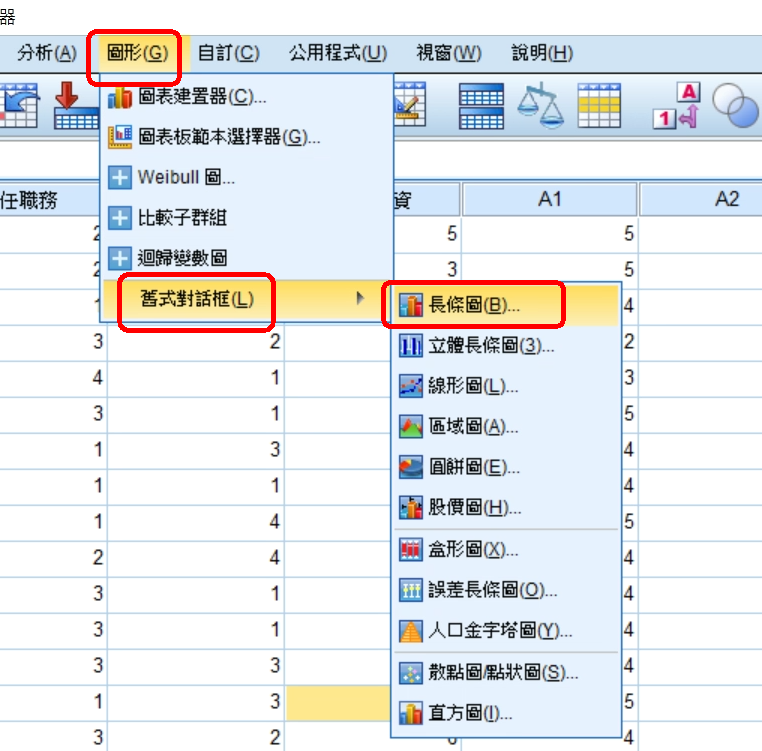 器
分析(A) 圖形(G) 自訂(C) 公用程式(U) 視窗(W) 說明(H)
圖表建置器(C)...
圖表板範本選擇器(G)...
Weibull 圖...
比較子群組
迴歸變數圖
舊式對話框(L)
長條圖(B)...
立體長條圖(3)...
線形圖(L)...
區域圖(A)...
圓餅圖(E)...
股價圖(H)...
盒形圖(X)...
誤差長條圖(O)...
人口金字塔圖(Y)...
散點圖/點狀圖(S)...
直方圖(I)...
A
1
任職務 資 A1 A2
2 5 5
2 3 5
1 4
3 2 2
4 1 3
3 1 5
1 3 4
1 1 4
1 4 5
2 4 4
3 1 4
3 1 4
3 3 4
1 3 5
3 2 4